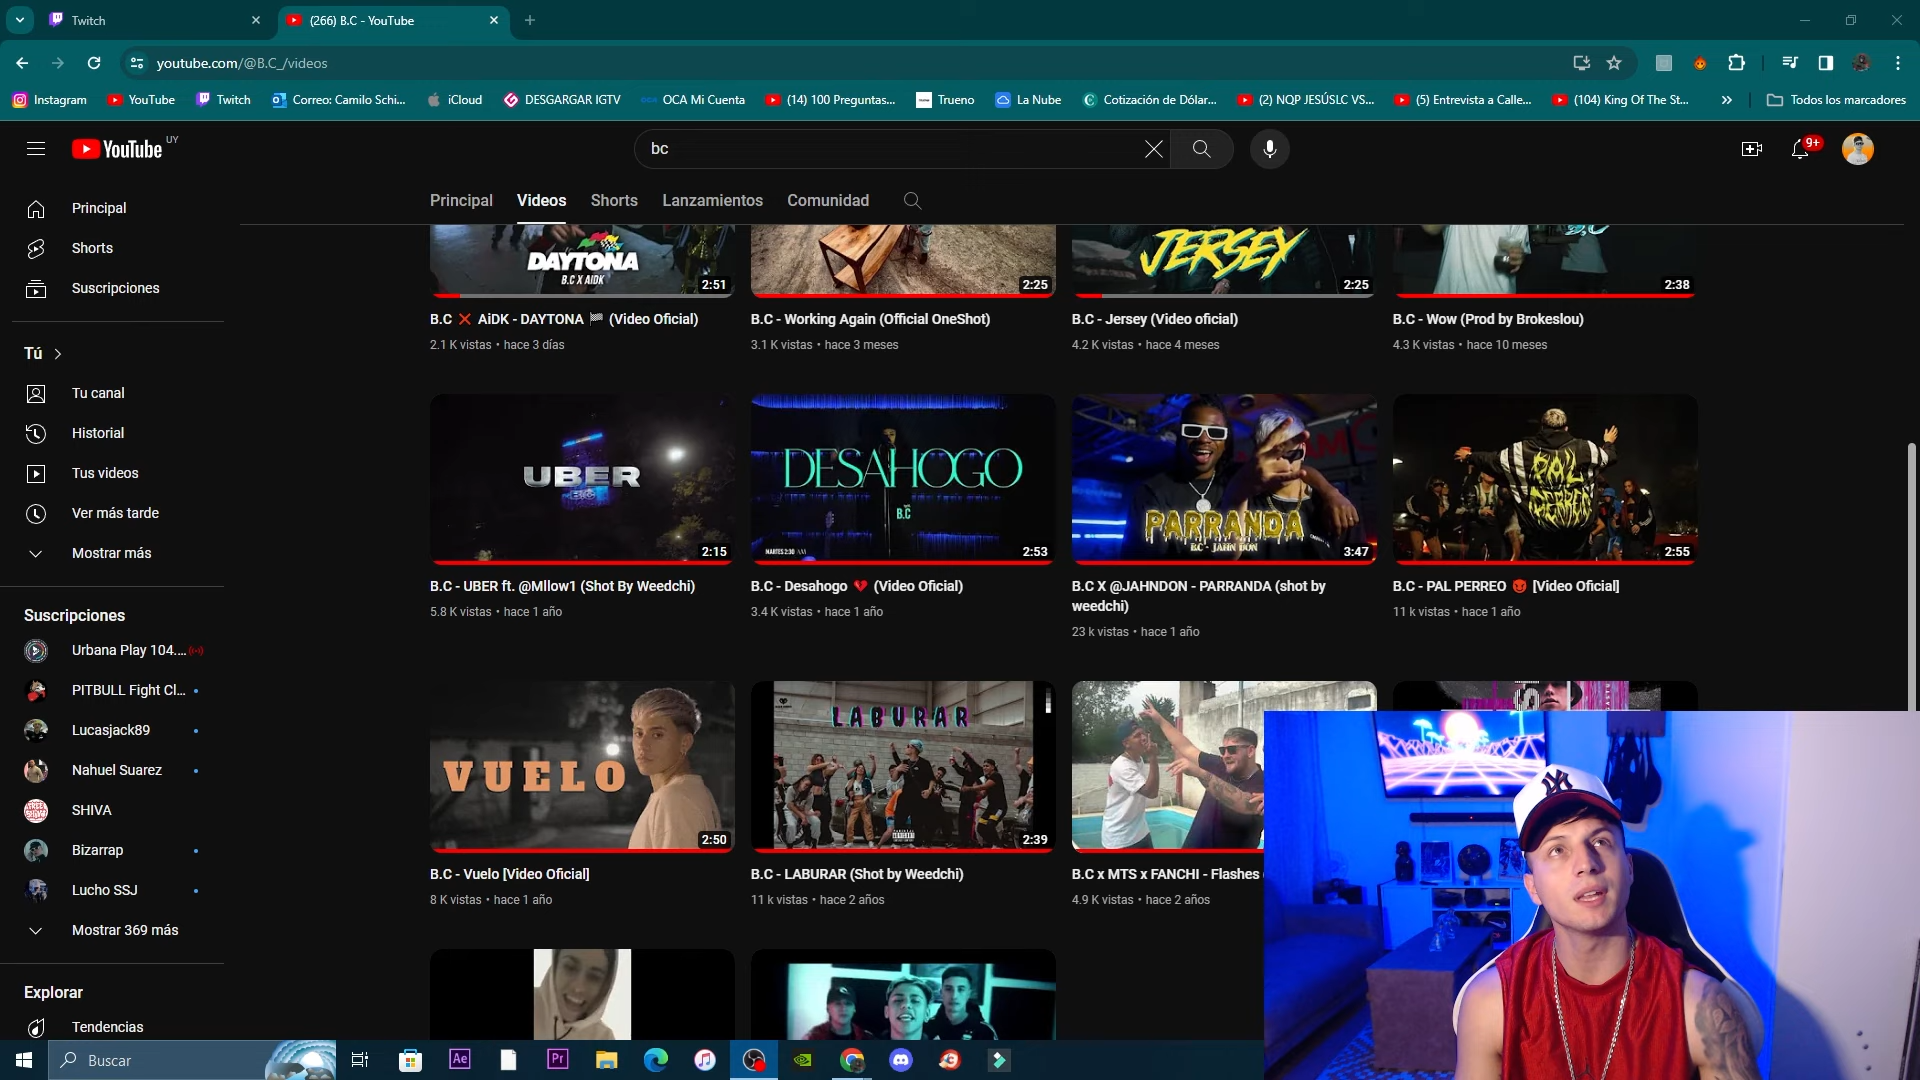 Twitch
(266) B.C - YouTube
youtube.com/@B.C_/videos
Instagram
YouTube
Twitch
Correo: Camilo Schi...
iCloud
DESGARGAR IGTV
OCA Mi Cuenta
(14) 100 Preguntas...
Trueno
La Nube
Cotización de Dólar...
(2) NQP JESÚSLC VS...
(5) Entrevista a Calle...
(104) King Of The St...
Todos los marcadores
YouTube UY
bc
9+
Principal
Videos
Shorts
Lanzamientos
Comunidad
Principal
Shorts
Suscripciones
Tú
Tu canal
Historial
Tus videos
Ver más tarde
Mostrar más
Suscripciones
Urbana Play 104....
PITBULL Fight Cl...
Lucasjack89
Nahuel Suarez
SHIVA
Bizarrap
Lucho SSJ
Mostrar 369 más
Explorar
Tendencias
DAYTONA
B.C X AIDK
2:51
2:25
JERSEY
2:25
2:38
B.C ❌ AiDK - DAYTONA 🏁 (Video Oficial)
2.1 K vistas • hace 3 días
B.C - Working Again (Official OneShot)
3.1 K vistas • hace 3 meses
B.C - Jersey (Video oficial)
4.2 K vistas • hace 4 meses
B.C - Wow (Prod by Brokeslou)
4.3 K vistas • hace 10 meses
UBER
B.C
2:15
DESAHOGO
B.C
MARTES 2:30
2:53
PARRANDA
B.C - JAHN DON
3:47
PAL
PERREO
2:55
B.C - UBER ft. @Mllow1 (Shot By Weedchi)
5.8 K vistas • hace 1 año
B.C - Desahogo 💔 (Video Oficial)
3.4 K vistas • hace 1 año
B.C X @JAHNDON - PARRANDA (shot by
weedchi)
23 k vistas • hace 1 año
B.C - PAL PERREO 😈 [Video Oficial]
11 k vistas • hace 1 año
VUELO
2:50
LABURAR
2:39
B.C - Vuelo [Video Oficial]
8 K vistas • hace 1 año
B.C - LABURAR (Shot by Weedchi)
11 k vistas • hace 2 años
B.C x MTS x FANCHI - Flashes
4.9 K vistas • hace 2 años
NY
Buscar
Ae
Pr